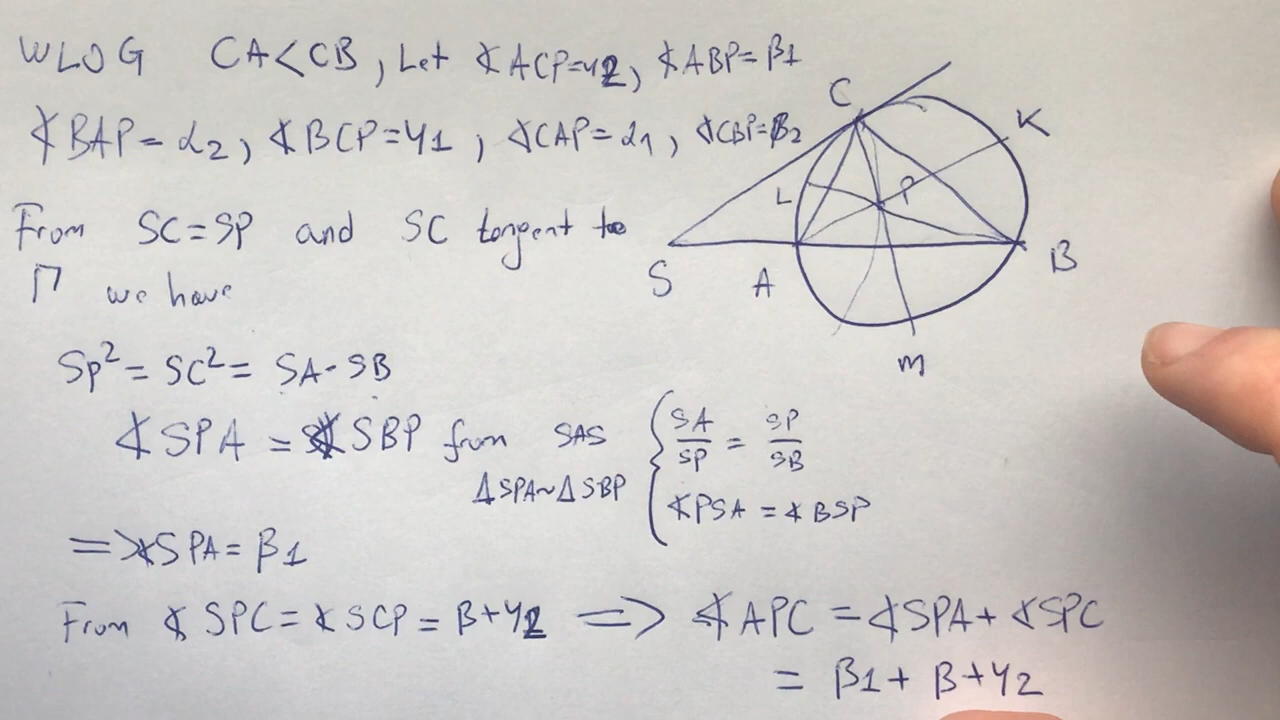 WLOG CA<CB, Let ∢ACP=γ2, ∢ABP=β1
∢BAP=α2, ∢BCP=γ1, ∢CAP=α1, ∢CBP=β2
From SC=SP and SC tangent to
Γ we have
SP²=SC²=SA·SB
∢SPA=∢SBP from SAS
ΔSPA~ΔSBP
SA/SP = SP/SB
∢PSA=∢BSP
=>∢SPA=β1
From ∢SPC=∢SCP=β+γ2 => ∢APC=∢SPA+∢SPC
=β1+β+γ2
C
K
L
P
S
A
B
M